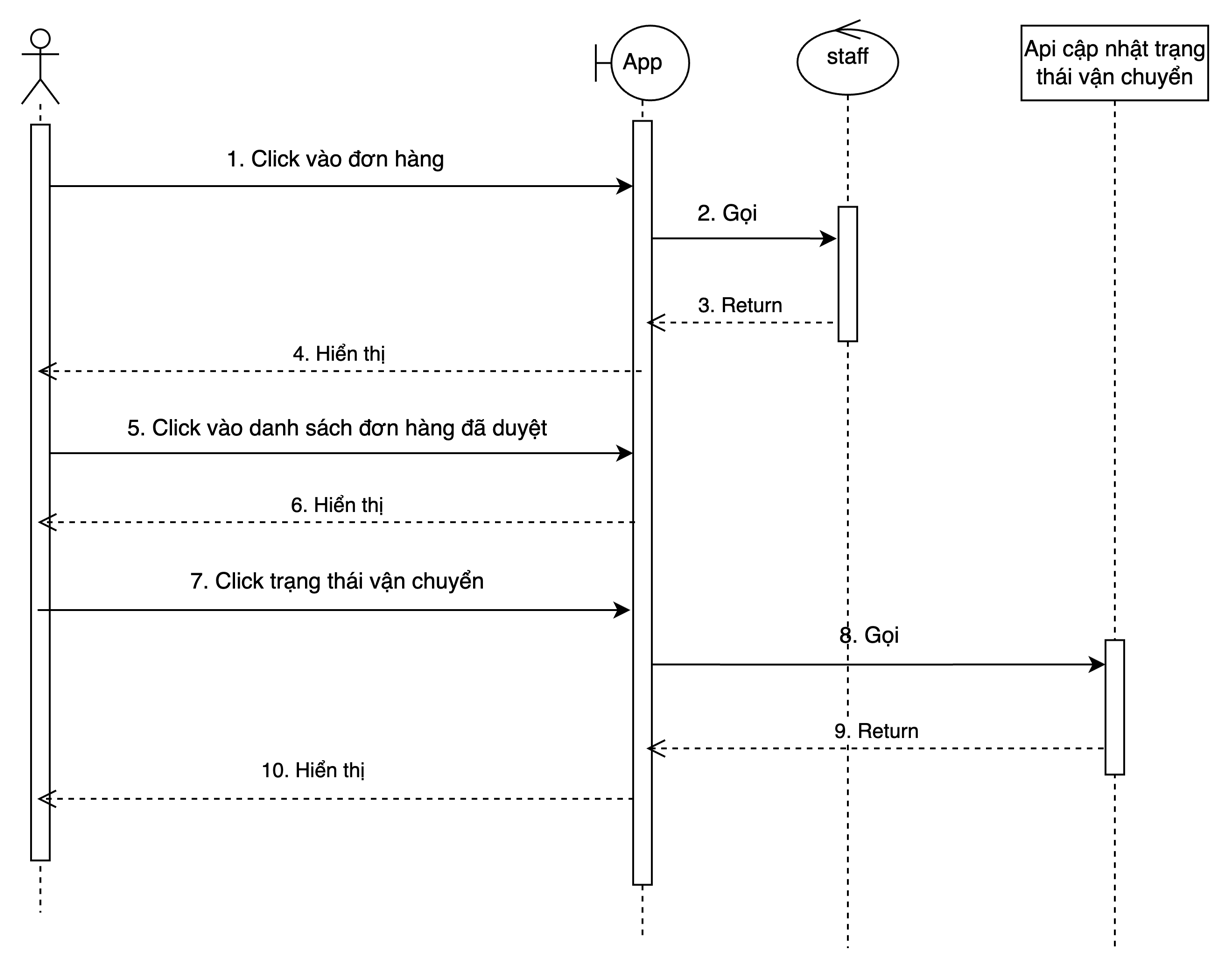 App
staff
Api cập nhật trạng
thái vận chuyển
1. Click vào đơn hàng
2. Gọi
3. Return
4. Hiển thị
5. Click vào danh sách đơn hàng đã duyệt
6. Hiển thị
7. Click trạng thái vận chuyển
8. Gọi
9. Return
10. Hiển thị